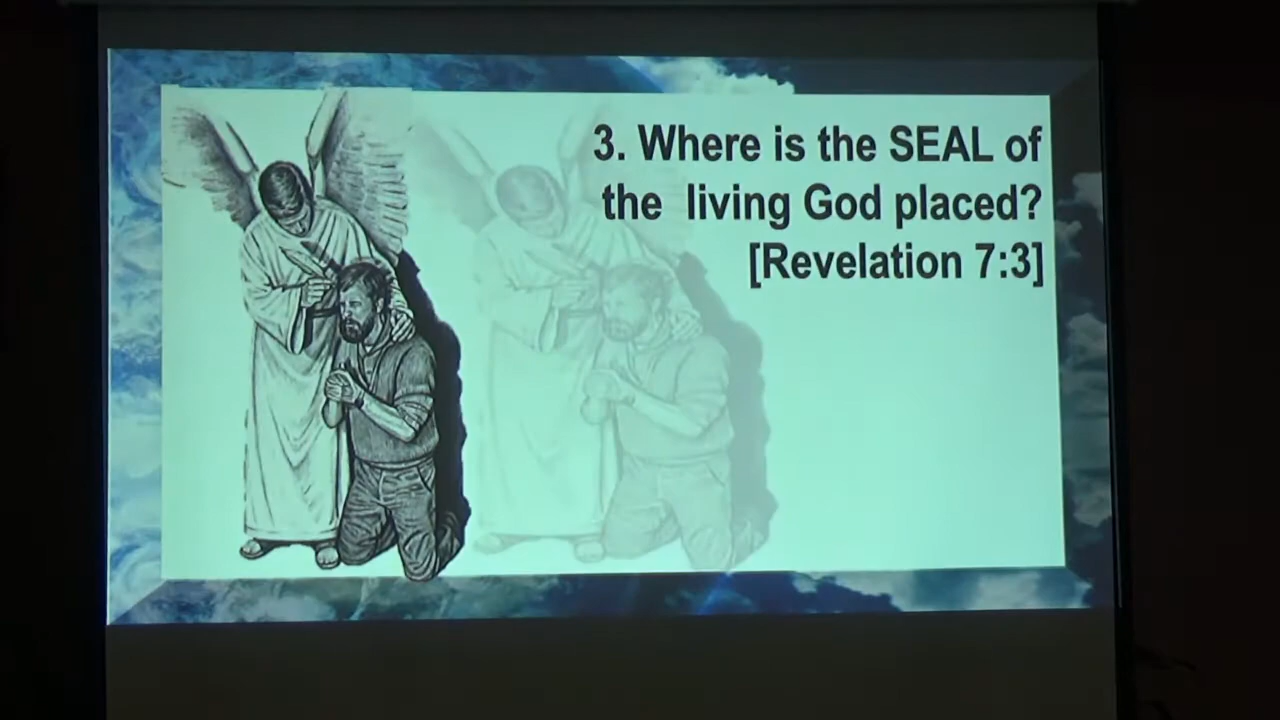 3. Where is the SEAL of
the living God placed?
[Revelation 7:3]